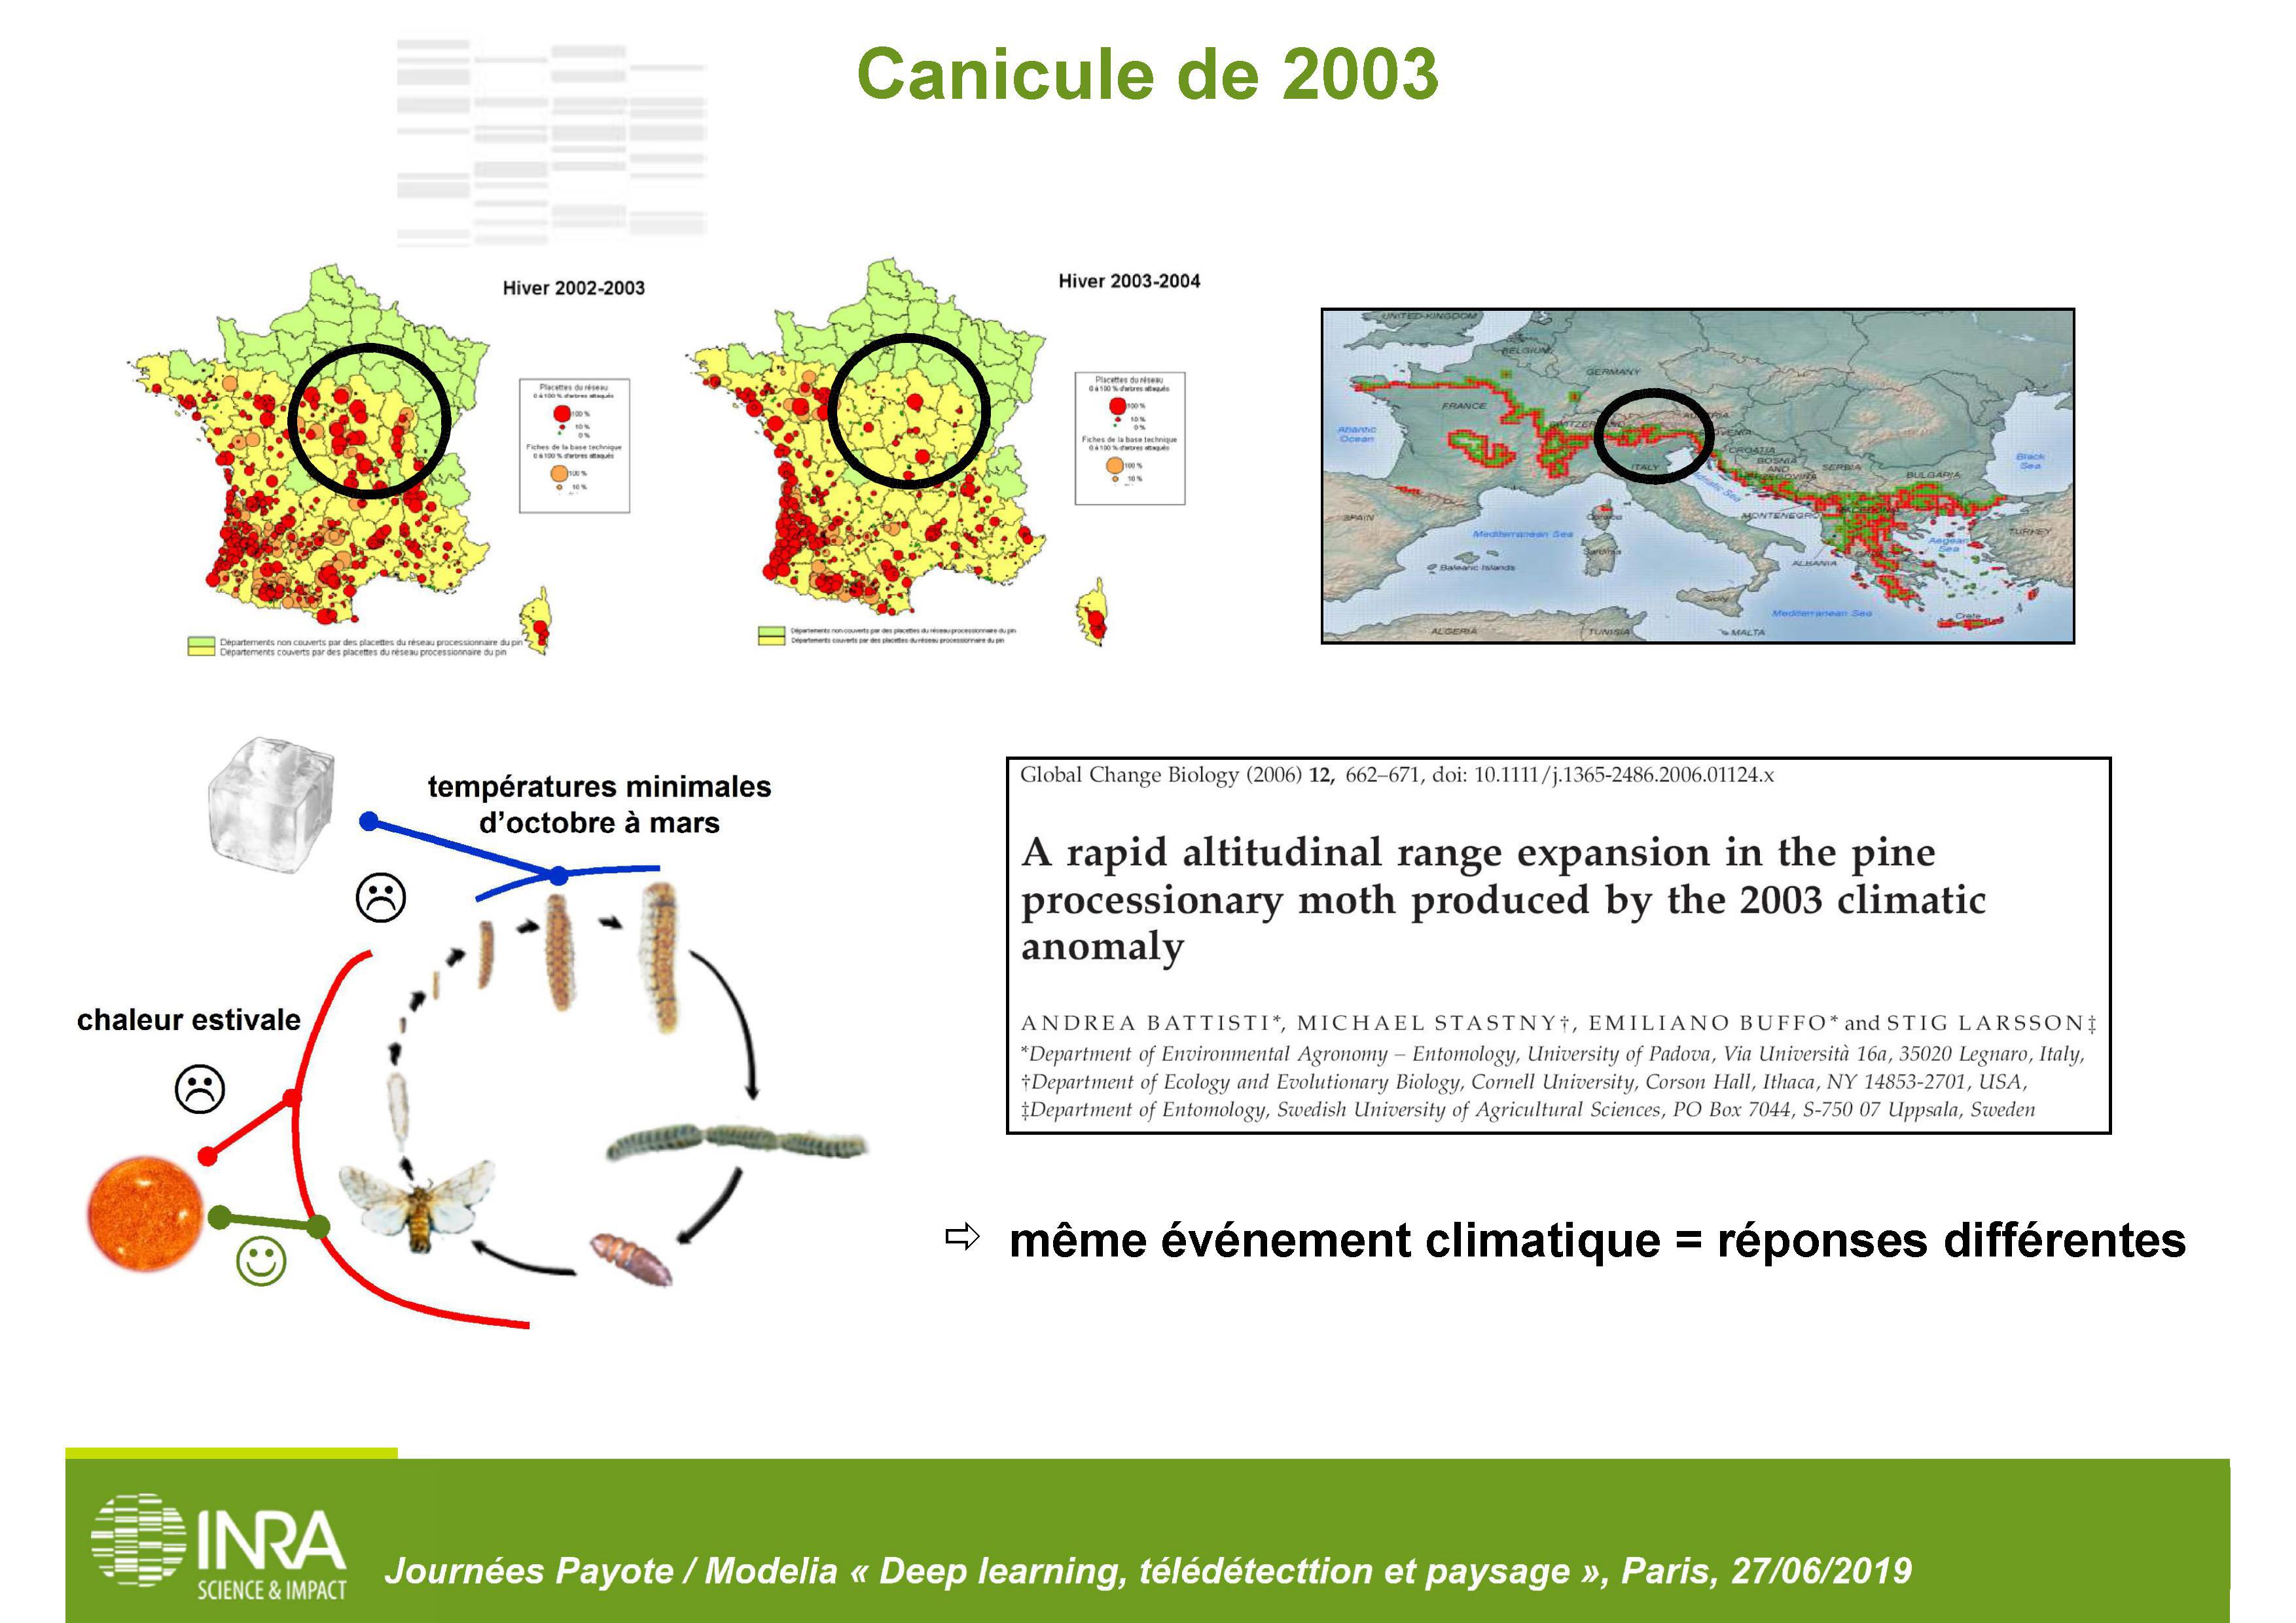 Canicule de 2003
Hiver 2002-2003
Placettes du réseau
0 à 100 % d'arbres attaqués
100 %
10 %
0 %
Fiches de la base technique
0 à 100 % d'arbres attaqués
100 %
10 %
Départements non couverts par des placettes du réseau processionnaire du pin
Départements couverts par des placettes du réseau processionnaire du pin
Hiver 2003-2004
Placettes du réseau
0 à 100 % d'arbres attaqués
100 %
10 %
0 %
Fiches de la base technique
0 à 100 % d'arbres attaqués
100 %
10 %
Départements non couverts par des placettes du réseau processionnaire du pin
Départements couverts par des placettes du réseau processionnaire du pin
UNITED KINGDOM
BELGIUM
GERMANY
FRANCE
AUSTRIA
Atlantic
Ocean
SWITZERLAND
SLOVENIA
CROATIA
BOSNIA
AND
HERZEGOVINA
SERBIA
ITALY
BULGARIA
Black
Sea
Adriatic Sea
SPAIN
Corsica
MONTENEGRO
MACEDONIA
TURKEY
Mediterranean Sea
Sardinia
Aegean
Sea
Balearic Islands
ALBANIA
GREECE
Sicily
Mediterranean Sea
Crete
ALGERIA
TUNISIA
MALTA
températures minimales
d'octobre à mars
chaleur estivale
Global Change Biology (2006) 12, 662–671, doi: 10.1111/j.1365-2486.2006.01124.x
A rapid altitudinal range expansion in the pine
processionary moth produced by the 2003 climatic
anomaly
ANDREA BATTISTI*, MICHAEL STASTNY†, EMILIANO BUFFO* and STIG LARSSON‡
*Department of Environmental Agronomy – Entomology, University of Padova, Via Università 16a, 35020 Legnaro, Italy,
†Department of Ecology and Evolutionary Biology, Cornell University, Corson Hall, Ithaca, NY 14853-2701, USA,
‡Department of Entomology, Swedish University of Agricultural Sciences, PO Box 7044, S-750 07 Uppsala, Sweden
⇨ même événement climatique = réponses différentes
INRA
SCIENCE & IMPACT
Journées Payote / Modelia « Deep learning, télédétecttion et paysage », Paris, 27/06/2019